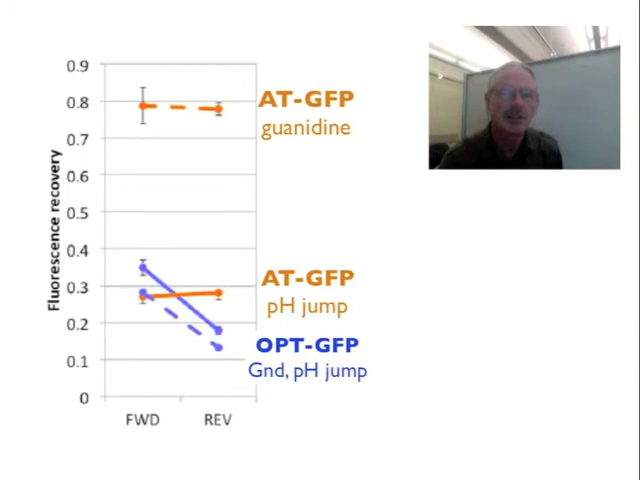 Fluorescence recovery
0.9
0.8
0.7
0.6
0.5
0.4
0.3
0.2
0.1
0
FWD REV
AT-GFP
guanidine
AT-GFP
pH jump
OPT-GFP
Gnd, pH jump